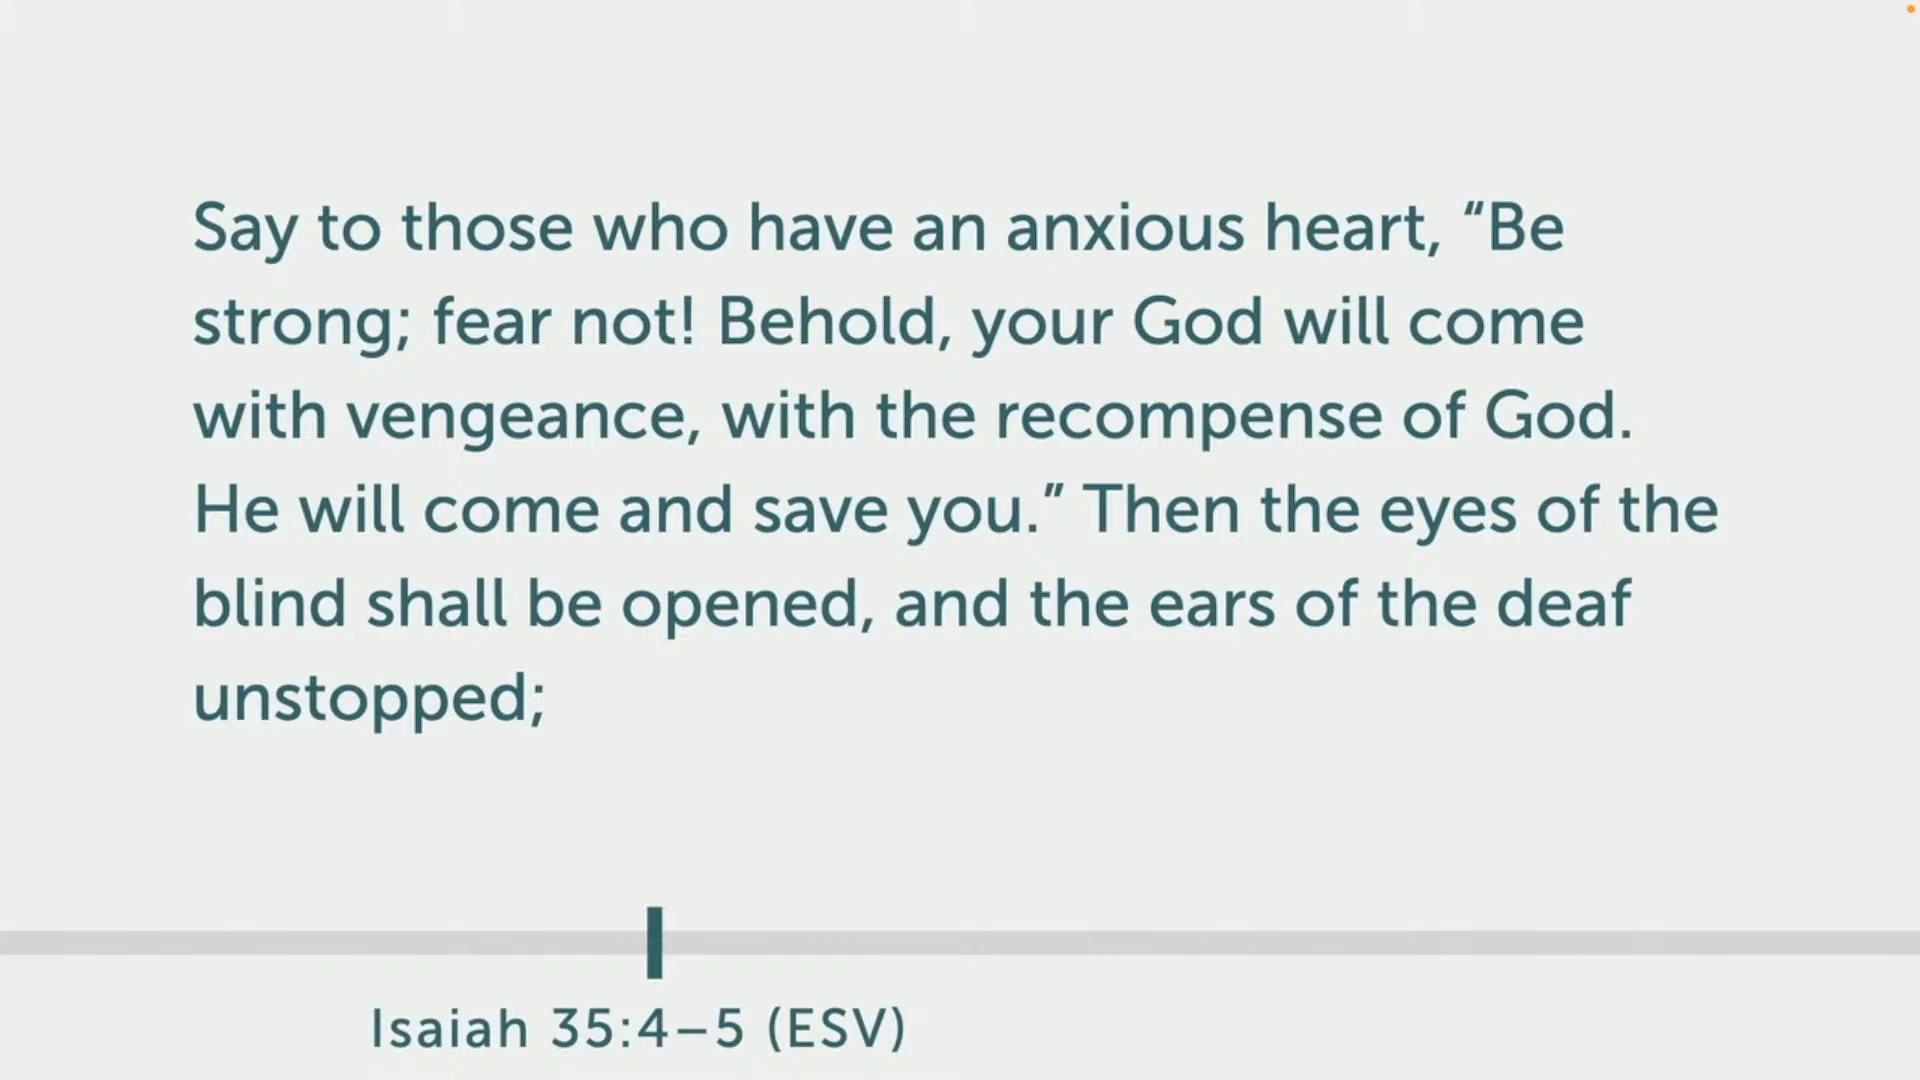 Say to those who have an anxious heart, “Be
strong; fear not! Behold, your God will come
with vengeance, with the recompense of God.
He will come and save you.” Then the eyes of the
blind shall be opened, and the ears of the deaf
unstopped;
Isaiah 35:4–5 (ESV)